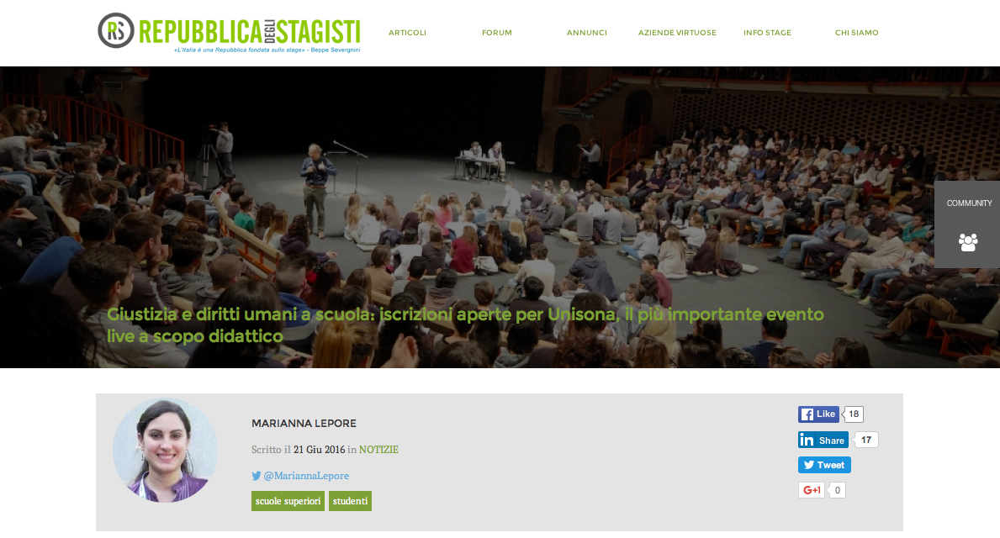 RS REPUBBLICA DEGLI STAGISTI
«L'Italia è una Repubblica fondata sullo stage» - Beppe Severgnini
ARTICOLI FORUM ANNUNCI AZIENDE VIRTUOSE INFO STAGE CHI SIAMO
COMMUNITY
Giustizia e diritti umani a scuola: iscrizioni aperte per Unisona, il più importante evento
live a scopo didattico
MARIANNA LEPORE
Scritto il 21 Giu 2016 in NOTIZIE
@MariannaLepore
scuole superiori studenti
Like 18
in Share 17
Tweet
G+1 0